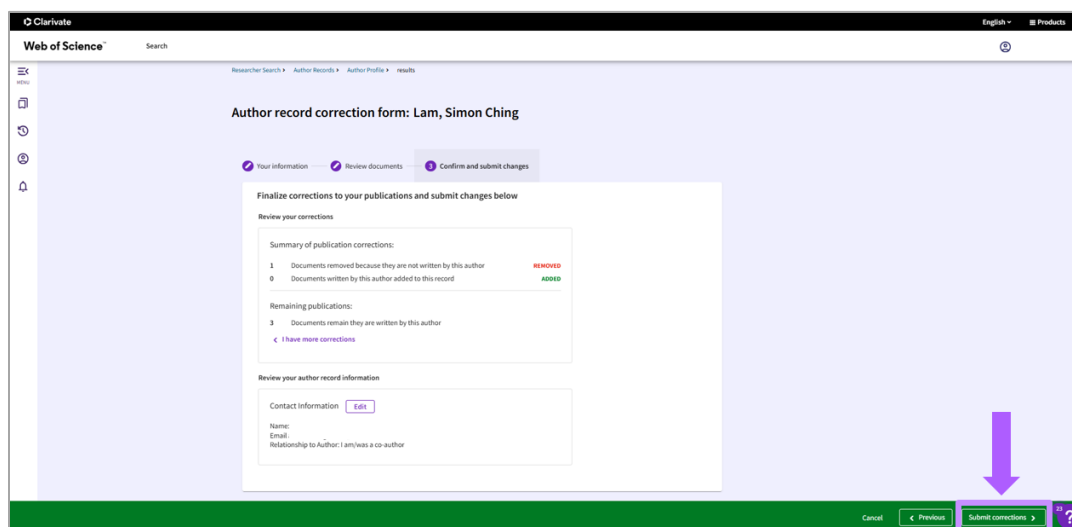 Clarivate English Products
Web of Science™ Search
MENU
Researcher Search Author Records Author Profile results
Author record correction form: Lam, Simon Ching
Your information Review documents 3 Confirm and submit changes
Finalize corrections to your publications and submit changes below
Review your corrections
Summary of publication corrections:
1 Documents removed because they are not written by this author REMOVED
0 Documents written by this author added to this record ADDED
Remaining publications:
3 Documents remain they are written by this author
< I have more corrections
Review your author record information
Contact Information Edit
Name:
Email:
Relationship to Author: I am/was a co-author
Cancel < Previous Submit corrections > 23 ?